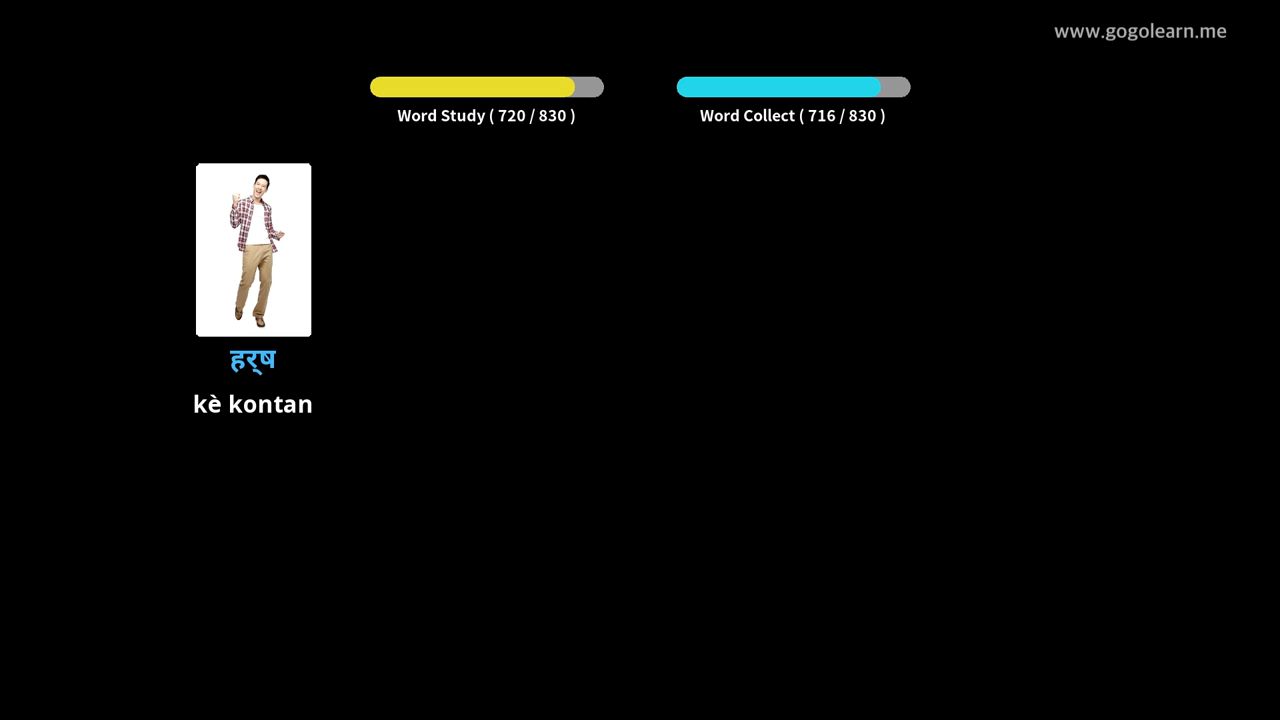 www.gogolearn.me
Word Study ( 720 / 830 )
Word Collect ( 716 / 830 )
हर्ष
kè kontan